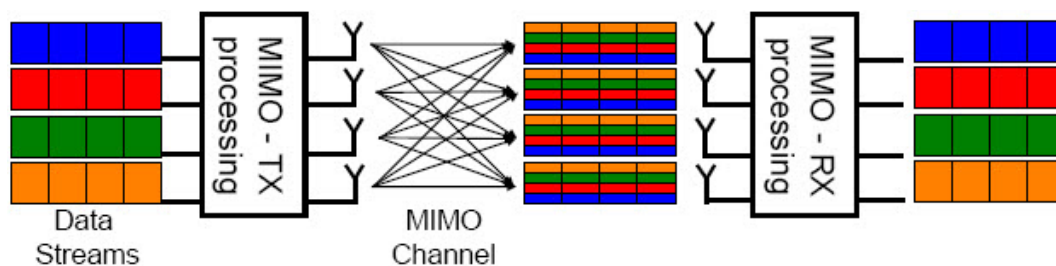 MIMO - TX
processing
MIMO - RX
processing
Data
Streams
MIMO
Channel